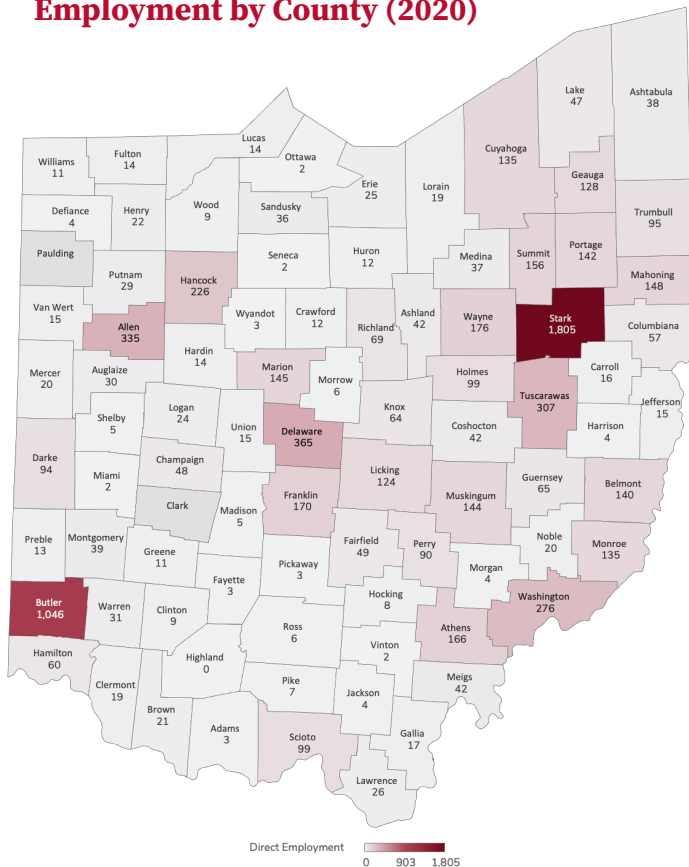 Employment by County (2020)
Lake
47
Ashtabula
38
Lucas
14
Cuyahoga
135
Fulton
14
Ottawa
2
Williams
11
Geauga
128
Erie
25
Lorain
19
Wood
9
Sandusky
36
Defiance
4
Henry
22
Trumbull
95
Paulding
Seneca
2
Huron
12
Medina
37
Summit
156
Portage
142
Putnam
29
Hancock
226
Mahoning
148
Van Wert
15
Allen
335
Wyandot
3
Crawford
12
Richland
69
Ashland
42
Wayne
176
Stark
1,805
Columbiana
57
Hardin
14
Mercer
20
Auglaize
30
Marion
145
Morrow
6
Holmes
99
Carroll
16
Tuscarawas
307
Jefferson
15
Logan
24
Knox
64
Shelby
5
Union
15
Delaware
365
Coshocton
42
Harrison
4
Darke
94
Champaign
48
Miami
2
Licking
124
Guernsey
65
Belmont
140
Clark
Franklin
170
Muskingum
144
Madison
5
Preble
13
Montgomery
39
Greene
11
Fairfield
49
Perry
90
Noble
20
Monroe
135
Pickaway
3
Morgan
4
Fayette
3
Butler
1,046
Warren
31
Clinton
9
Hocking
8
Washington
276
Ross
6
Athens
166
Hamilton
60
Highland
0
Vinton
2
Clermont
19
Pike
7
Jackson
4
Meigs
42
Brown
21
Adams
3
Scioto
99
Gallia
17
Lawrence
26
Direct Employment
0 903 1.805